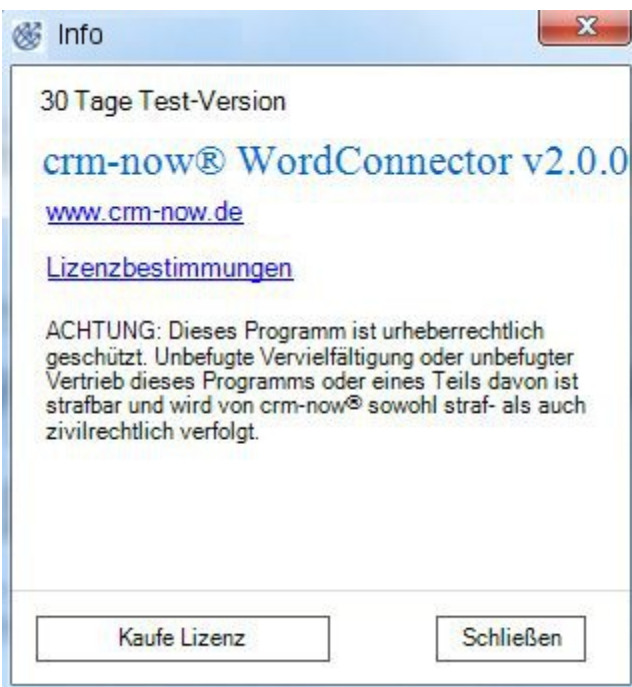 Info
30 Tage Test-Version
crm-now® WordConnector v2.0.0
www.crm-now.de
Lizenzbestimmungen
ACHTUNG: Dieses Programm ist urheberrechtlich
geschützt. Unbefugte Vervielfältigung oder unbefugter
Vertrieb dieses Programms oder eines Teils davon ist
strafbar und wird von crm-now® sowohl straf- als auch
zivilrechtlich verfolgt.
Kaufe Lizenz
Schließen